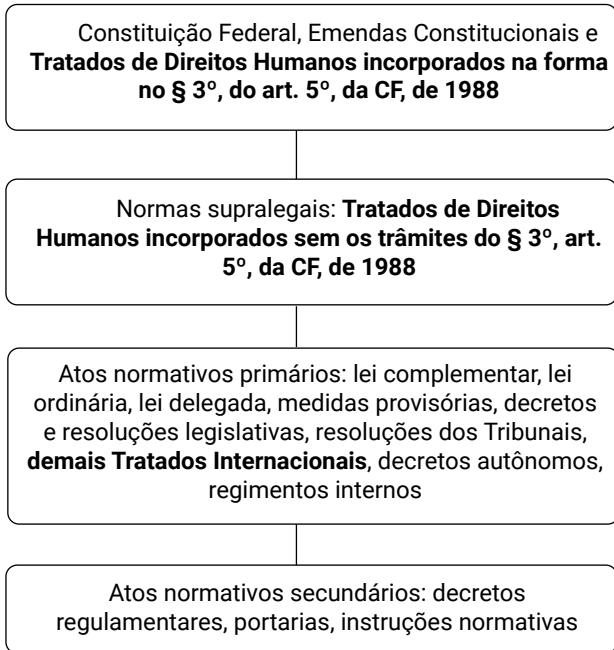 Constituição Federal, Emendas Constitucionais e
Tratados de Direitos Humanos incorporados na forma
no § 3º, do art. 5º, da CF, de 1988
Normas supralegais: Tratados de Direitos
Humanos incorporados sem os trâmites do § 3º, art.
5º, da CF, de 1988
Atos normativos primários: lei complementar, lei
ordinária, lei delegada, medidas provisórias, decretos
e resoluções legislativas, resoluções dos Tribunais,
demais Tratados Internacionais, decretos autônomos,
regimentos internos
Atos normativos secundários: decretos
regulamentares, portarias, instruções normativas